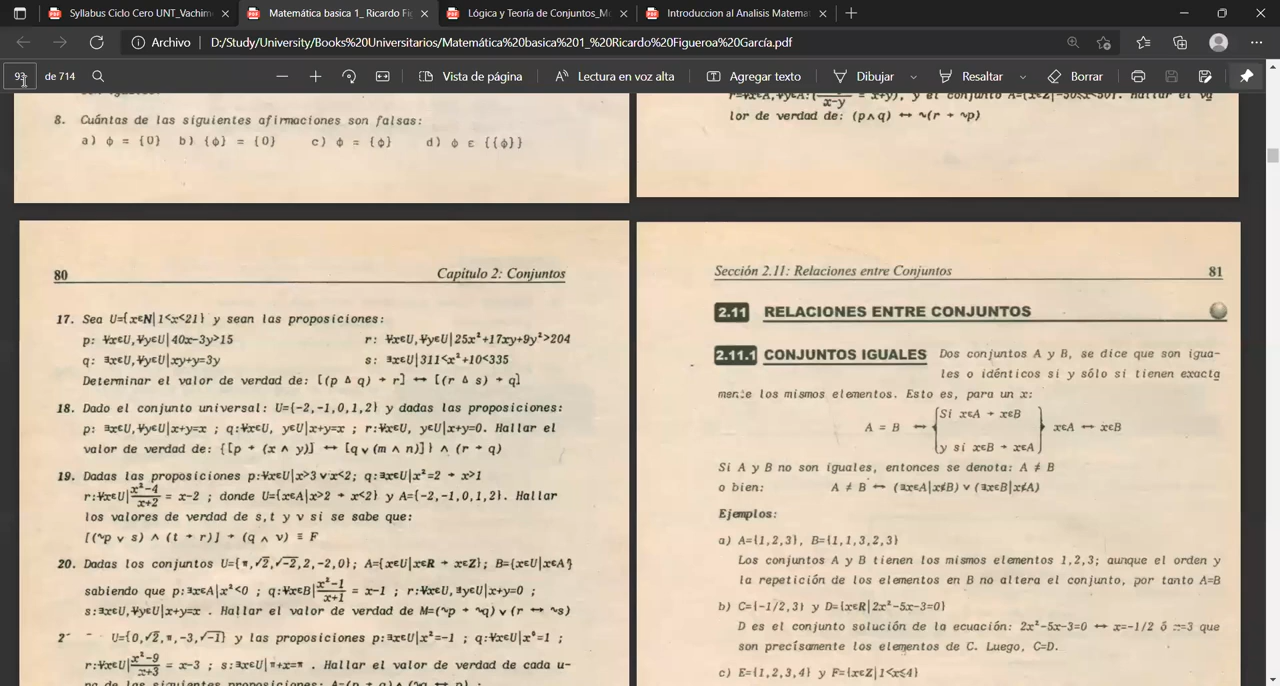 Syllabus Ciclo Cero UNT_Vachim
Matemática basica 1_ Ricardo Fi
Lógica y Teoría de Conjuntos_Mo
Introduccion al Analisis Matema
Archivo D:/Study/University/Books%20Universitarios/Matemática%20basica%201_%20Ricardo%20Figueroa%20García.pdf
93 de 714
Vista de página
Lectura en voz alta
Agregar texto
Dibujar
Resaltar
Borrar
8. Cuántas de las siguientes afirmaciones son falsas:
a) ϕ = {0} b) {ϕ} = {0} c) ϕ = {ϕ} d) ϕ ε {{ϕ}}
x-y
lor de verdad de: (p∧q) ↔ ~(r → ~p)
80 Capítulo 2: Conjuntos
17. Sea U={x∈N|1<x<21} y sean las proposiciones:
p: ∀x∈U,∀y∈U|40x-3y>15 r: ∀x∈U,∀y∈U|25x²+17xy+9y²>204
q: ∃x∈U,∀y∈U|xy+y=3y s: ∃x∈U|311<x²+10<335
Determinar el valor de verdad de: [(p Δ q) → r] ↔ [(r Δ s) → q]
18. Dado el conjunto universal: U={-2,-1,0,1,2} y dadas las proposiciones:
p: ∃x∈U,∀y∈U|x+y=x ; q:∀x∈U, y∈U|x+y=x ; r:∀x∈U, y∈U|x+y=0. Hallar el
valor de verdad de: {[p → (x ∧ y)] ↔ [q ∨ (m ∧ n)]} ∧ (r → q)
19. Dadas las proposiciones p:∀x∈U|x>3 ∨ x<2; q:∃x∈U|x²=2 → x>1
r:∀x∈U|x²-4/x+2 = x-2 ; donde U={x∈A|x>2 → x<2} y A={-2,-1,0,1,2}. Hallar
los valores de verdad de s,t y v si se sabe que:
[(~p ∨ s) ∧ (t → r)] → (q ∧ v) ≡ F
20. Dadas los conjuntos U={π,√2,√-2,2,-2,0}; A={x∈U|x∈R → x∈Z}; B={x∈U|x∈A}
sabiendo que p:∃x∈A|x²<0 ; q:∀x∈B|x²-1/x+1 = x-1 ; r:∀x∈U,∃y∈U|x+y=0 ;
s:∃x∈U,∀y∈U|x+y=x . Hallar el valor de verdad de M=(~p → ~q) ∨ (r ↔ ~s)
U={0,√2,π,-3,√-1} y las proposiciones p:∃x∈U|x²=-1 ; q:∀x∈U|x⁰=1 ;
r:∀x∈U|x²-9/x+3 = x-3 ; s:∃x∈U|π+x=π . Hallar el valor de verdad de cada u-
na de las siguientes proposiciones:
Sección 2.11: Relaciones entre Conjuntos 81
2.11 RELACIONES ENTRE CONJUNTOS
2.11.1 CONJUNTOS IGUALES Dos conjuntos A y B, se dice que son igua-
les o idénticos si y sólo si tienen exacta
mente los mismos elementos. Esto es, para un x:
Si x∈A → x∈B
A = B ↔ x∈A ↔ x∈B
y si x∈B → x∈A
Si A y B no son iguales, entonces se denota: A ≠ B
o bien: A ≠ B ↔ (∃x∈A|x∉B) ∨ (∃x∈B|x∉A)
Ejemplos:
a) A={1,2,3}, B={1,1,3,2,3}
Los conjuntos A y B tienen los mismos elementos 1,2,3; aunque el orden y
la repetición de los elementos en B no altera el conjunto, por tanto A=B
b) C={-1/2,3} y D={x∈R|2x²-5x-3=0}
D es el conjunto solución de la ecuación: 2x²-5x-3=0 ↔ x=-1/2 ó x=3 que
son precísamente los elementos de C. Luego, C=D.
c) E={1,2,3,4} y F={x∈Z|1<x≤4}